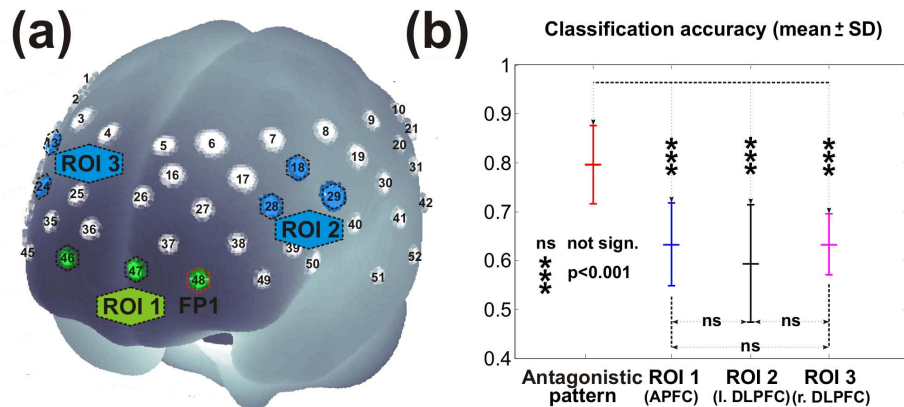 (a)
1
2
3
4
5
6
7
8
9
10
13
ROI 3
16
17
18
19
20
21
24
25
26
27
28
29
30
31
ROI 2
35
36
37
38
39
40
41
42
45
46
47
48
49
50
51
52
ROI 1
FP1
(b)
Classification accuracy (mean ± SD)
1
0.9
0.8
0.7
0.6
0.5
0.4
***
***
***
ns not sign.
*** p<0.001
ns
ns
ns
Antagonistic
pattern
ROI 1
(APFC)
ROI 2
(l. DLPFC)
ROI 3
(r. DLPFC)